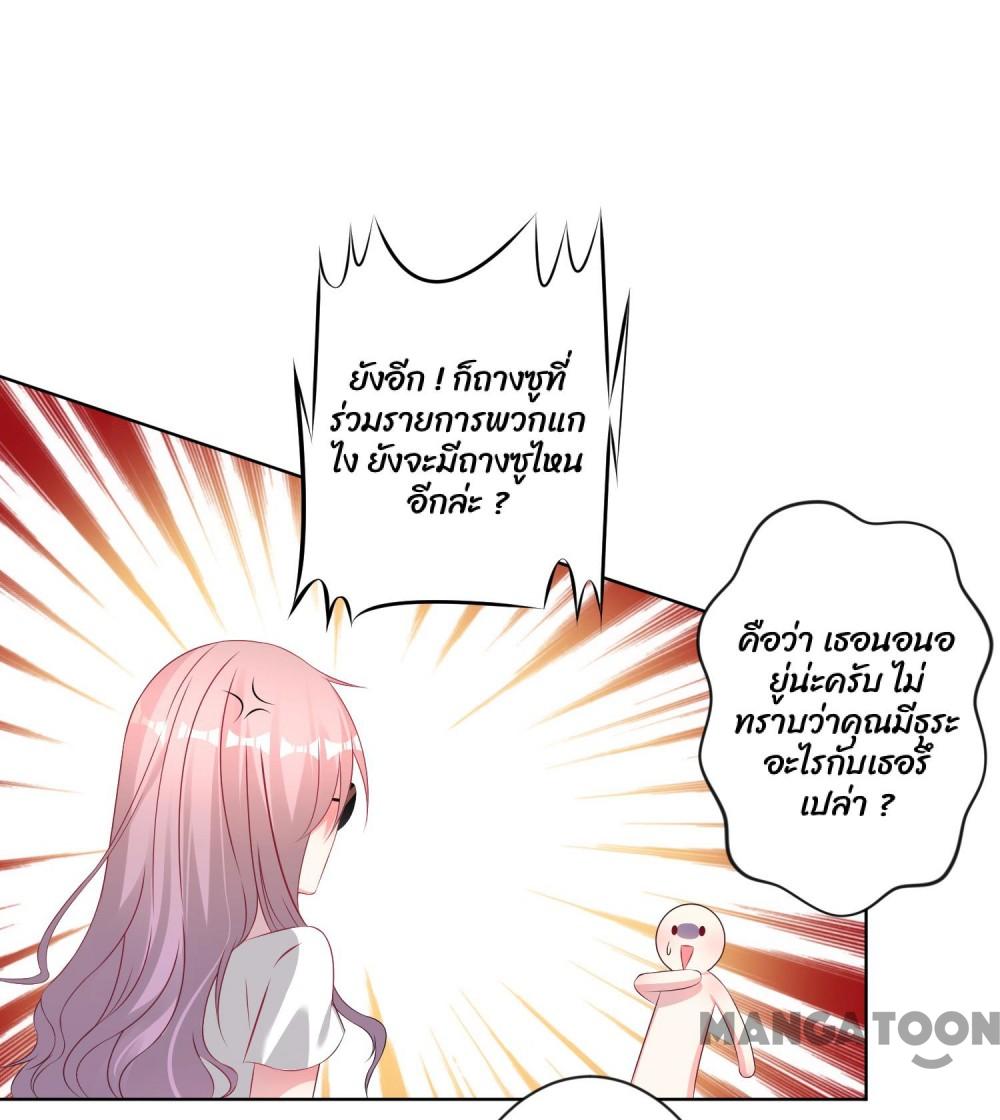 ยังอีก ! ก็ถางซูที่
ร่วมรายการพวกแก
ไง ยังจะมีถางซูไหน
อีกล่ะ ?
คือว่า เธอนอนอ
ยู่น่ะครับ ไม่
ทราบว่าคุณมีธุระ
อะไรกับเธอรึ
เปล่า ?
MANGATOON